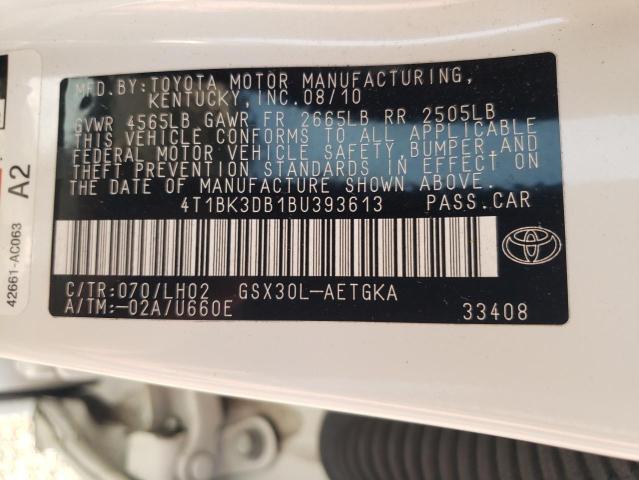 MFD.BY:TOYOTA MOTOR MANUFACTURING,
KENTUCKY,INC.08/10
GVWR 4565LB GAWR FR 2665LB RR 2505LB
THIS VEHICLE CONFORMS TO ALL APPLICABLE
FEDERAL MOTOR VEHICLE SAFETY,BUMPER,AND
THEFT PREVENTION STANDARDS IN EFFECT ON
THE DATE OF MANUFACTURE SHOWN ABOVE.
4T1BK3DB1BU393613 PASS.CAR
C/TR:070/LH02 GSX30L-AETGKA
A/TM:-02A/U660E 33408
42661-AC063
A2